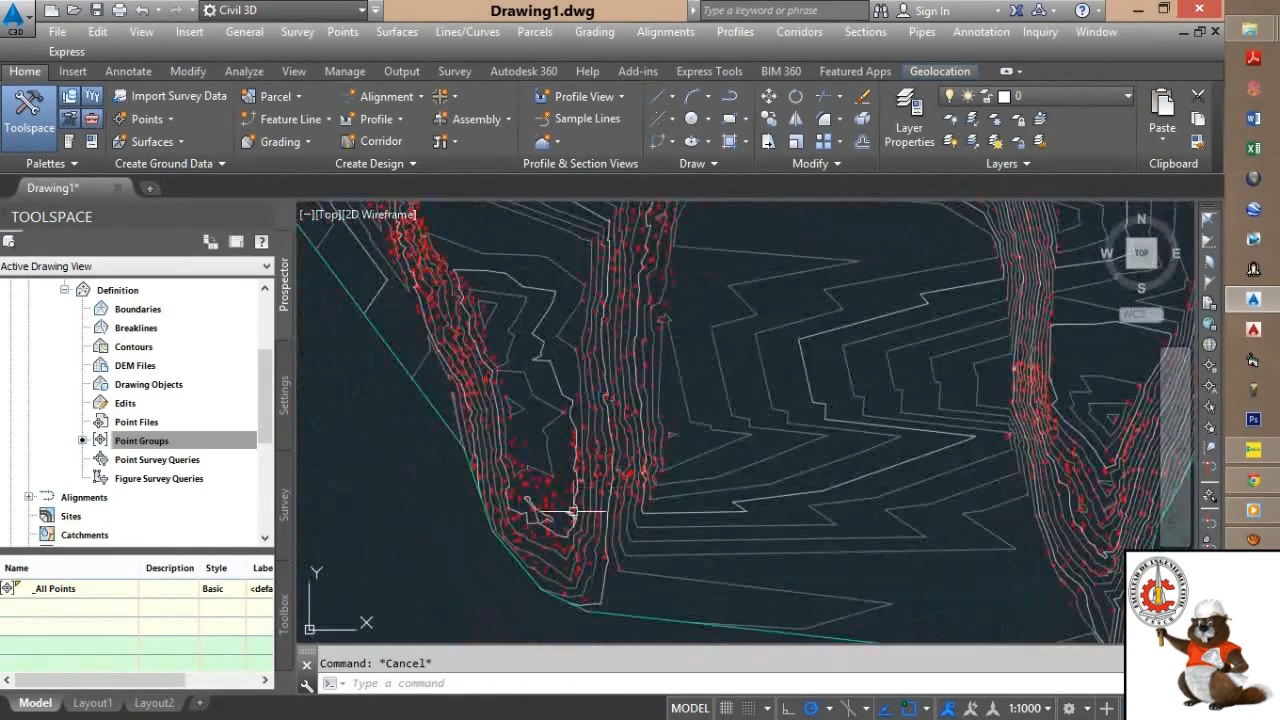 Civil 3D
Drawing1.dwg
Type a keyword or phrase
Sign In
C3D
File Edit View Insert General Survey Points Surfaces Lines/Curves Parcels Grading Alignments Profiles Corridors Sections Pipes Annotation Inquiry Window
Express
Home Insert Annotate Modify Analyze View Manage Output Survey Autodesk 360 Help Add-ins Express Tools BIM 360 Featured Apps Geolocation
Toolspace
Import Survey Data
Points
Surfaces
Parcel
Feature Line
Grading
Alignment
Profile
Corridor
Assembly
Profile View
Sample Lines
Layer
Properties
0
Paste
Palettes Create Ground Data Create Design Profile & Section Views Draw Modify Layers Clipboard
Drawing1*
TOOLSPACE
[−][Top][2D Wireframe]
Active Drawing View
Definition
Boundaries
Breaklines
Contours
DEM Files
Drawing Objects
Edits
Point Files
Point Groups
Point Survey Queries
Figure Survey Queries
Alignments
Sites
Catchments
Prospector
Settings
Survey
Toolbox
N
W TOP E
S
WCS
Name Description Style Labe
_All Points Basic <defa
Y
X
Command: *Cancel*
Type a command
Model Layout1 Layout2
MODEL
1:1000